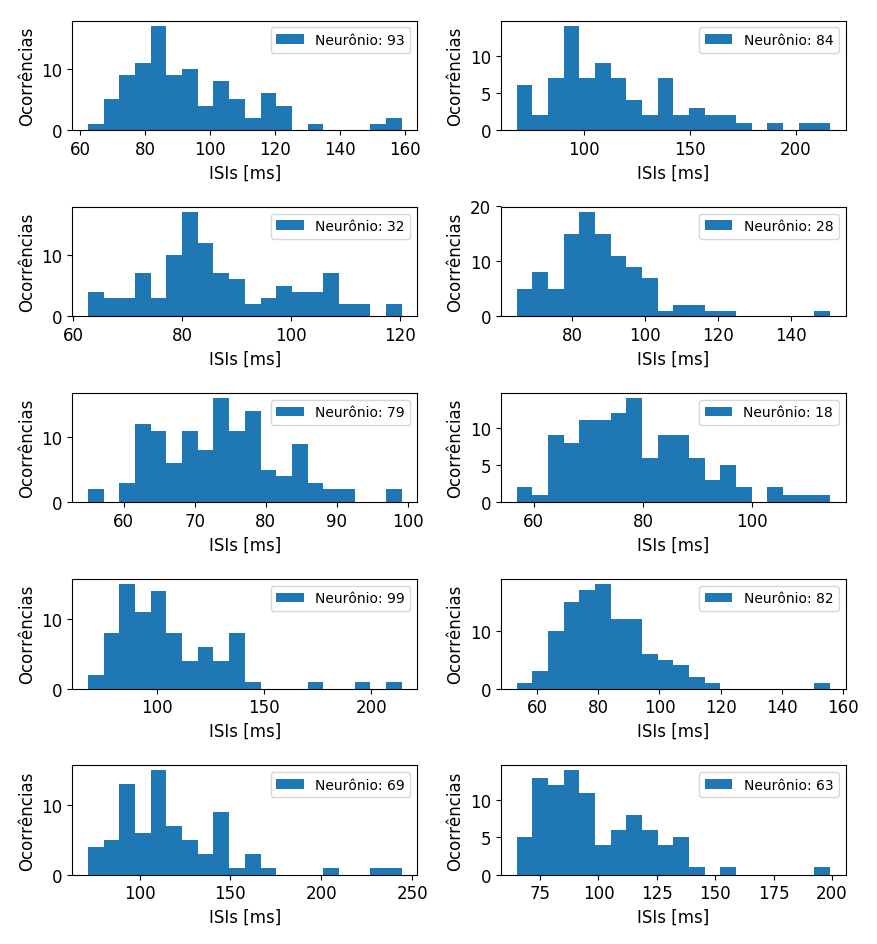 Ocorrências
10
0
Neurônio: 93
60 80 100 120 140 160
ISIs [ms]
Ocorrências
10
5
0
Neurônio: 84
100 150 200
ISIs [ms]
Ocorrências
10
0
Neurônio: 32
60 80 100 120
ISIs [ms]
Ocorrências
20
10
0
Neurônio: 28
80 100 120 140
ISIs [ms]
Ocorrências
10
0
Neurônio: 79
60 70 80 90 100
ISIs [ms]
Ocorrências
10
5
0
Neurônio: 18
60 80 100
ISIs [ms]
Ocorrências
10
0
Neurônio: 99
100 150 200
ISIs [ms]
Ocorrências
10
0
Neurônio: 82
60 80 100 120 140 160
ISIs [ms]
Ocorrências
10
0
Neurônio: 69
100 150 200 250
ISIs [ms]
Ocorrências
10
5
0
Neurônio: 63
75 100 125 150 175 200
ISIs [ms]